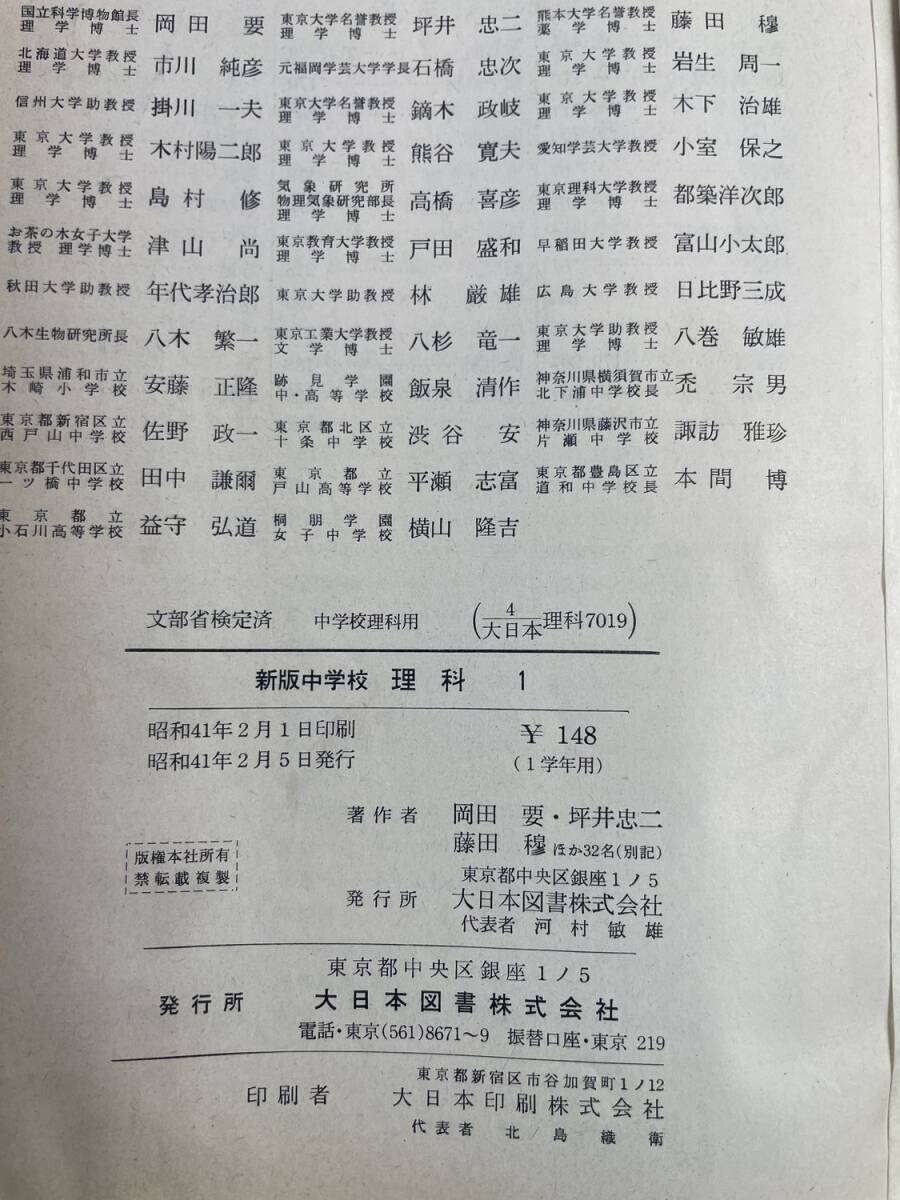 国立科学博物館長 理学博士 岡田 要 東京大学名誉教授 理学博士 坪井 忠二 熊本大学名誉教授 薬学博士 藤田 穆
北海道大学教授 理学博士 市川 純彦 元福岡学芸大学学長 石橋 忠次 東京大学教授 理学博士 岩生 周一
信州大学助教授 掛川 一夫 東京大学名誉教授 理学博士 鏑木 政岐 東京大学教授 理学博士 木下 治雄
東京大学教授 理学博士 木村陽二郎 東京大学教授 理学博士 熊谷 寛夫 愛知学芸大学教授 小室 保之
東京大学教授 理学博士 島村 修 気象研究所 物理気象研究部長 理学博士 高橋 喜彦 東京理科大学教授 理学博士 都築洋次郎
お茶の水女子大学 教授 理学博士 津山 尚 東京教育大学教授 理学博士 戸田 盛和 早稲田大学教授 富山小太郎
秋田大学助教授 年代孝治郎 東京大学助教授 林 厳雄 広島大学教授 日比野三成
八木生物研究所長 八木 繁一 東京工業大学教授 文学博士 八杉 竜一 東京大学助教授 理学博士 八巻 敏雄
埼玉県浦和市立 木崎小学校 安藤 正隆 跡見学園 中・高等学校 飯泉 清作 神奈川県横須賀市立 北下浦中学校長 禿 宗男
東京都新宿区立 西戸山中学校 佐野 政一 東京都北区立 十条中学校 渋谷 安 神奈川県藤沢市立 片瀬中学校 諏訪 雅珍
東京都千代田区立 一ツ橋中学校 田中 謙爾 東京都立 戸山高等学校 平瀬 志富 東京都豊島区立 道和中学校長 本間 博
東京都立 小石川高等学校 益守 弘道 桐朋学園 女子中学校 横山 隆吉
文部省検定済 中学校理科用 (4/大日本 理科7019)
新版中学校 理科 1
昭和41年2月1日印刷 ¥ 148
昭和41年2月5日発行 (1学年用)
著作者 岡田 要・坪井忠二
藤田 穆 ほか32名(別記)
版権本社所有
禁転載複製
東京都中央区銀座1ノ5
発行所 大日本図書株式会社
代表者 河村敏雄
東京都中央区銀座1ノ5
発行所 大日本図書株式会社
電話・東京(561)8671〜9 振替口座・東京 219
東京都新宿区市谷加賀町1ノ12
印刷者 大日本印刷株式会社
代表者 北ノ島織衛